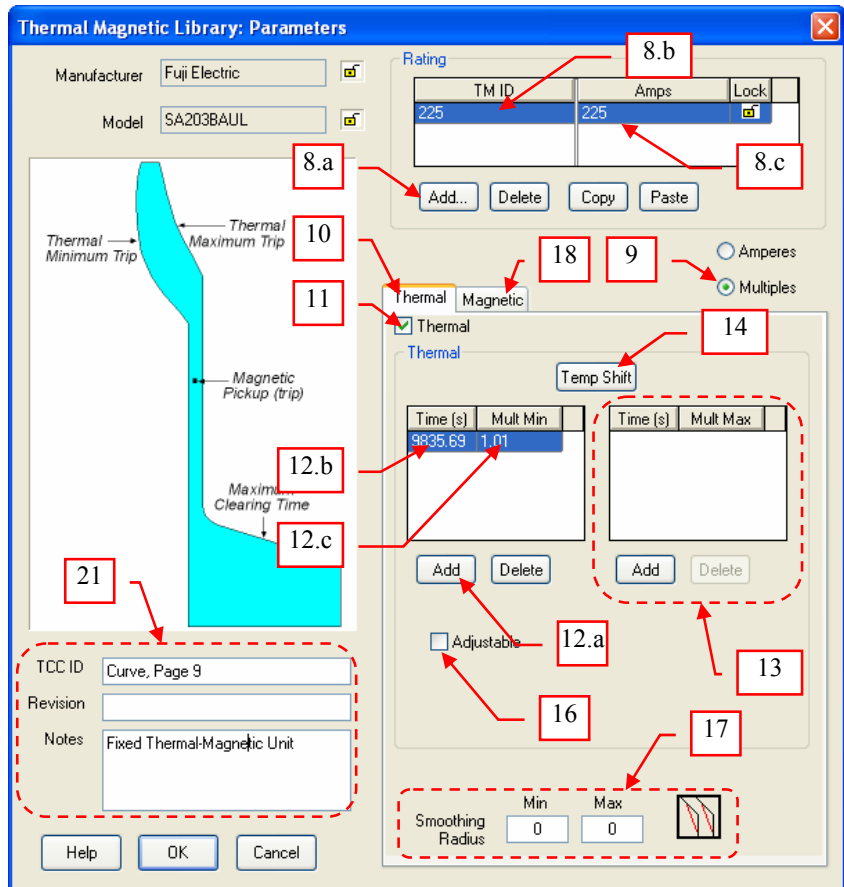 Thermal Magnetic Library: Parameters
Manufacturer Fuji Electric
Model SA203BAUL
Rating
8.b
TM ID Amps Lock
225 225
8.a
8.c
Add... Delete Copy Paste
Thermal Minimum Trip
Thermal Maximum Trip
Magnetic Pickup (trip)
Maximum Clearing Time
10
18
9
Amperes
Multiples
Thermal Magnetic
11
Thermal
14
Thermal
Temp Shift
Time (s) Mult Min
9835.69 1.01
Time (s) Mult Max
12.b
12.c
Add Delete
Add Delete
21
12.a
13
Adjustable
16
17
TCC ID Curve, Page 9
Revision
Notes Fixed Thermal-Magnetic Unit
Smoothing Radius
Min Max
0 0
Help OK Cancel